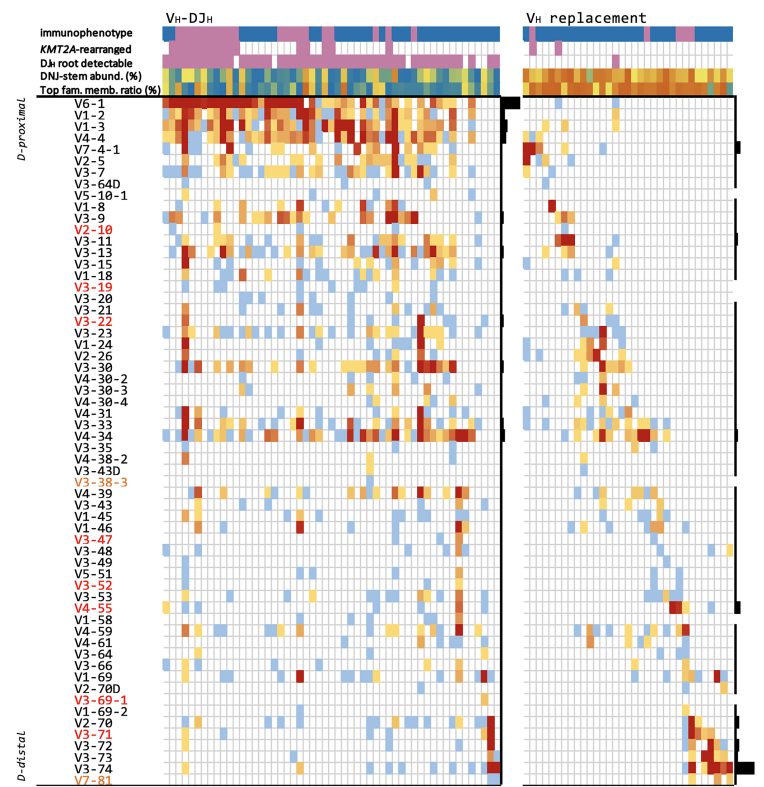 VH-DJH
VH replacement
immunophenotype
KMT2A-rearranged
DJH root detectable
DNJ-stem abund. (%)
Top fam. memb. ratio (%)
D-proximal
V6-1
V1-2
V1-3
V4-4
V7-4-1
V2-5
V3-7
V3-64D
V5-10-1
V1-8
V3-9
V2-10
V3-11
V3-13
V3-15
V1-18
V3-19
V3-20
V3-21
V3-22
V3-23
V1-24
V2-26
V3-30
V4-30-2
V3-30-3
V4-30-4
V4-31
V3-33
V4-34
V3-35
V4-38-2
V3-43D
V3-38-3
V4-39
V3-43
V1-45
V1-46
V3-47
V3-48
V3-49
V5-51
V3-52
V3-53
V4-55
V1-58
V4-59
V4-61
V3-64
V3-66
V1-69
V2-70D
V3-69-1
V1-69-2
V2-70
V3-71
V3-72
V3-73
V3-74
V7-81
D-distal